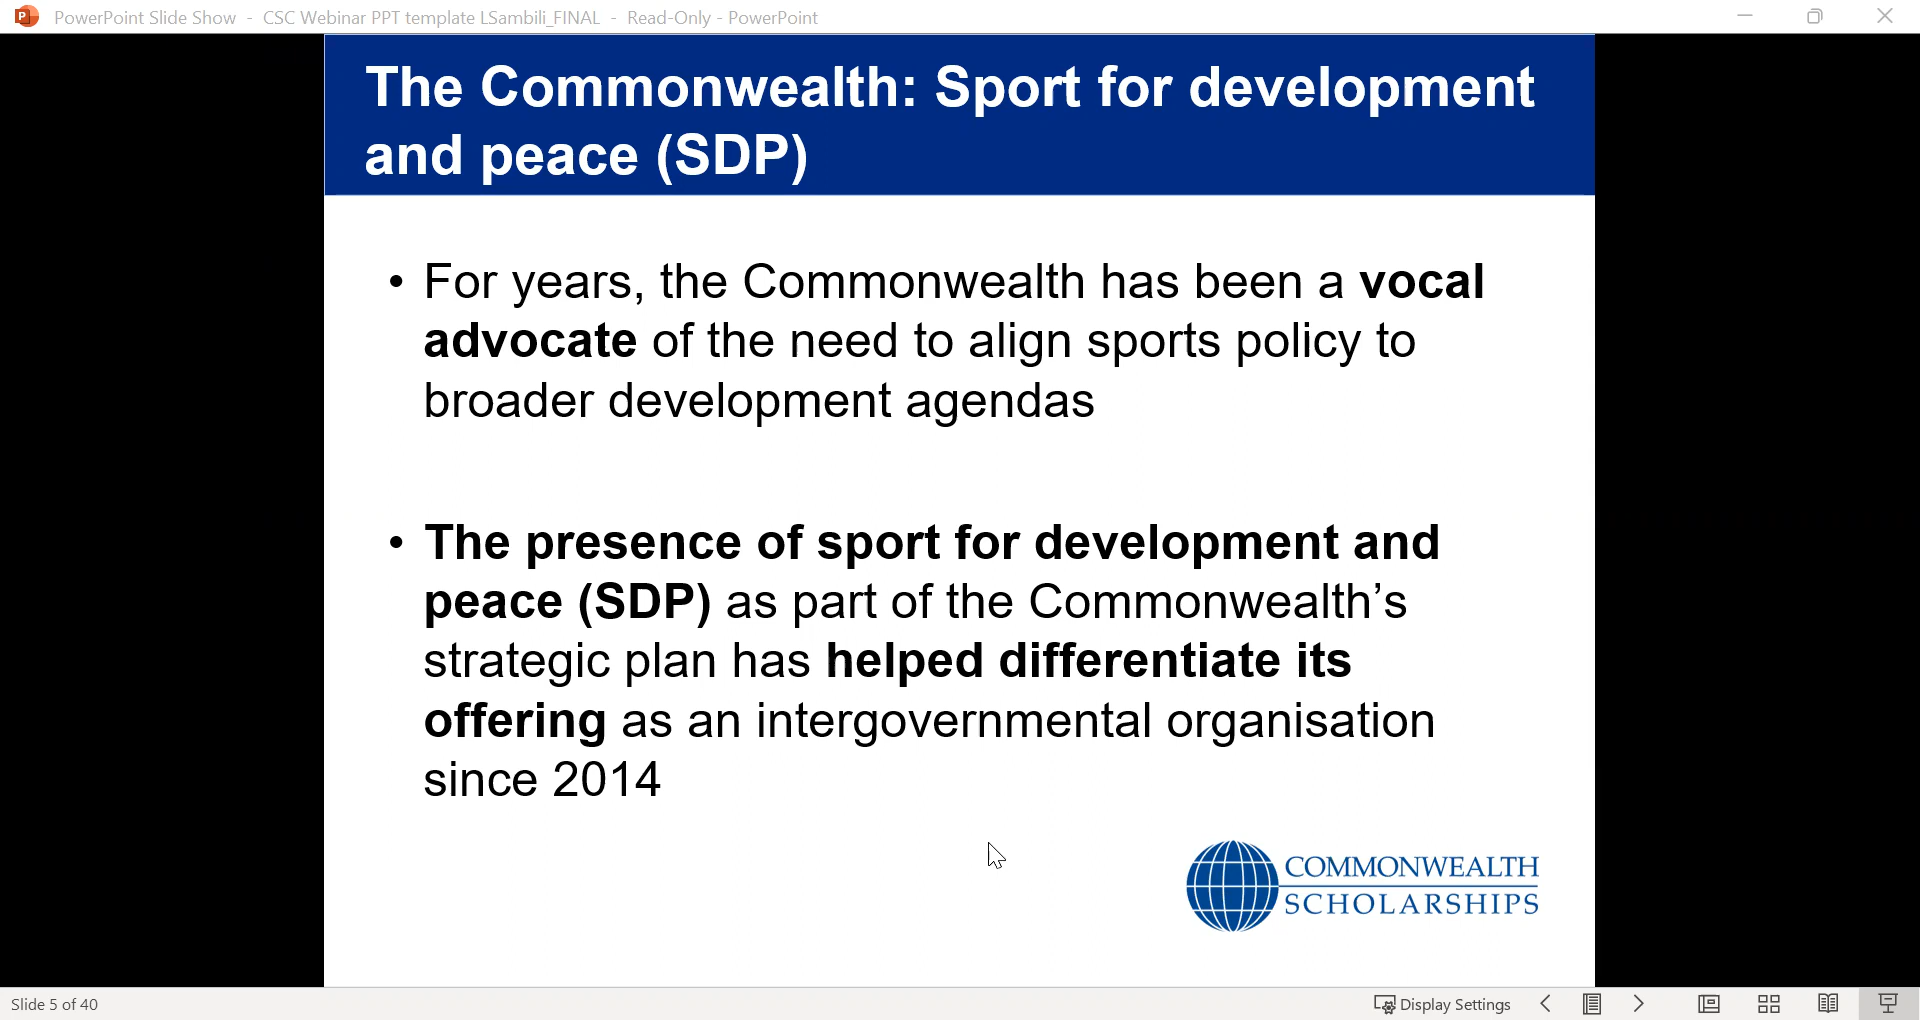 PowerPoint Slide Show - CSC Webinar PPT template LSambili_FINAL - Read-Only - PowerPoint
The Commonwealth: Sport for development
and peace (SDP)
• For years, the Commonwealth has been a vocal
advocate of the need to align sports policy to
broader development agendas
• The presence of sport for development and
peace (SDP) as part of the Commonwealth’s
strategic plan has helped differentiate its
offering as an intergovernmental organisation
since 2014
COMMONWEALTH
SCHOLARSHIPS
Slide 5 of 40
Display Settings